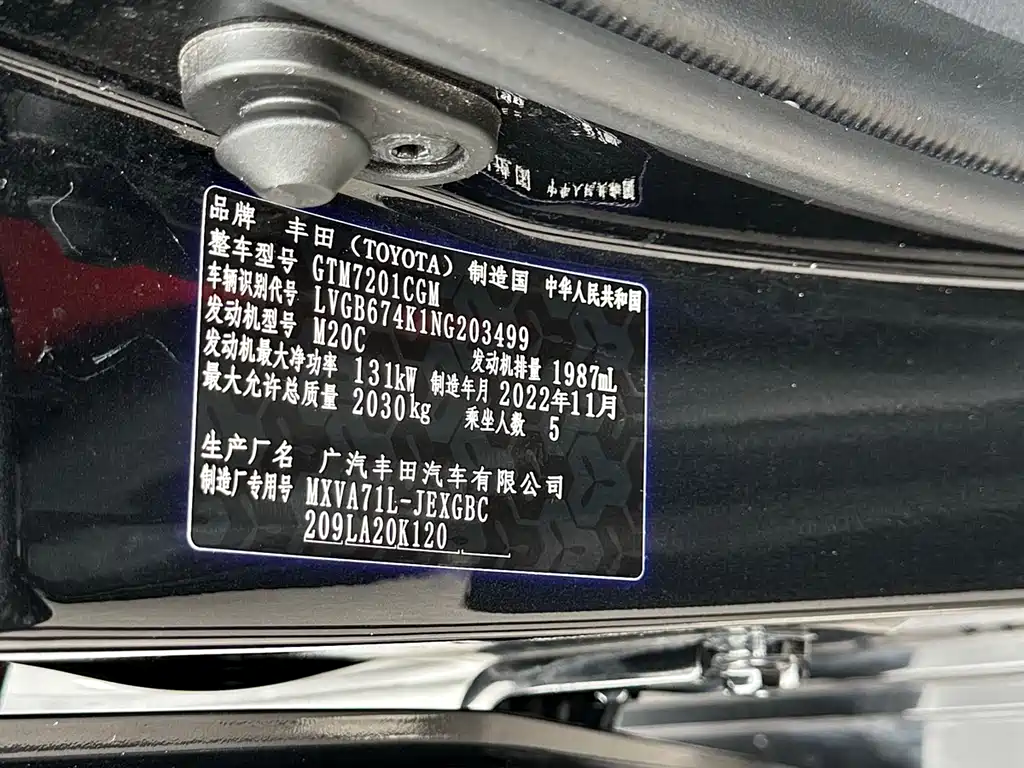 品牌 丰田 (TOYOTA) 制造国 中华人民共和国
整车型号 GTM7201CGM
车辆识别代号 LVGB674K1NG203499
发动机型号 M20C 发动机排量 1987mL
发动机最大净功率 131kW 制造年月 2022年11月
最大允许总质量 2030kg 乘坐人数 5
生产厂名 广汽丰田汽车有限公司
制造厂专用号 MXVA71L-JEXGBC
209LA20K120